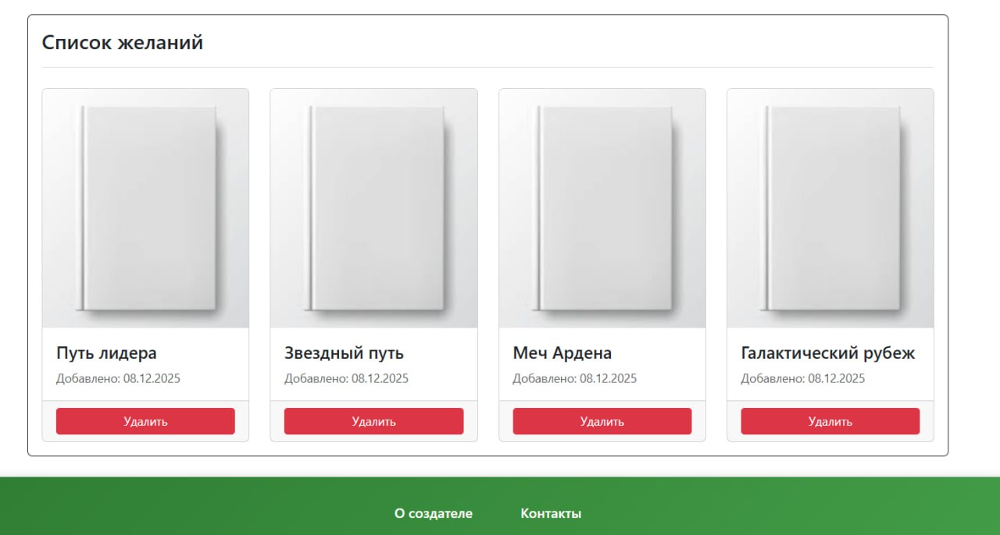 Список желаний
Путь лидера
Добавлено: 08.12.2025
Удалить
Звездный путь
Добавлено: 08.12.2025
Удалить
Меч Ардена
Добавлено: 08.12.2025
Удалить
Галактический рубеж
Добавлено: 08.12.2025
Удалить
О создателе
Контакты